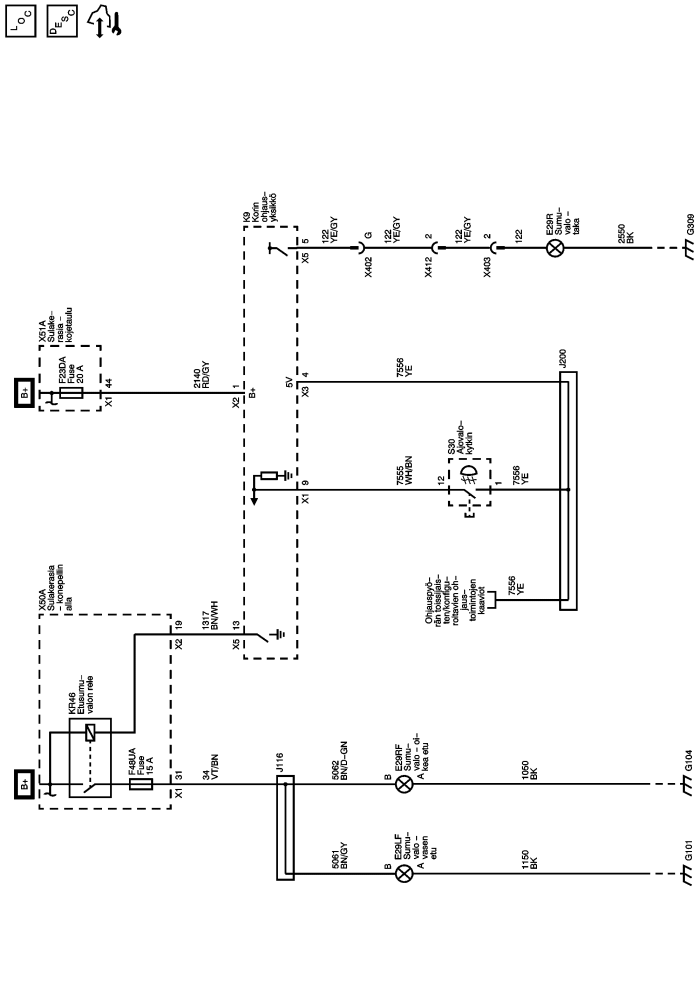 LOC
DESC
K9
Korin
ohjaus–
yksikkö
5
X5
122
YE/GY
G
X402
122
YE/GY
2
X412
122
YE/GY
2
X403
122
E29R
Sumu–
valo –
taka
2550
BK
G309
X51A
Sulake–
rasia –
kojetaulu
B+
F23DA
Fuse
20 A
44
X1
2140
RD/GY
1
X2
B+
5V
4
X3
7556
YE
J200
9
X1
7555
WH/BN
12
S30
Ajovalo–
kytkin
1
7556
YE
Ohjauspyö–
rän toissijais–
ten/konfigu–
roitavien oh–
jaus–
toimintojen
kaaviot
7556
YE
X50A
Sulakerasia
– konepellin
alla
19
X2
1317
BN/WH
13
X5
KR46
Etusumu–
valon rele
B+
F48UA
Fuse
15 A
31
X1
34
VT/BN
J116
5062
BN/D–GN
B
E29RF
Sumu–
valo – oi–
kea etu
A
1050
BK
G104
5061
BN/GY
B
E29LF
Sumu–
valo –
vasen
etu
A
1150
BK
G101